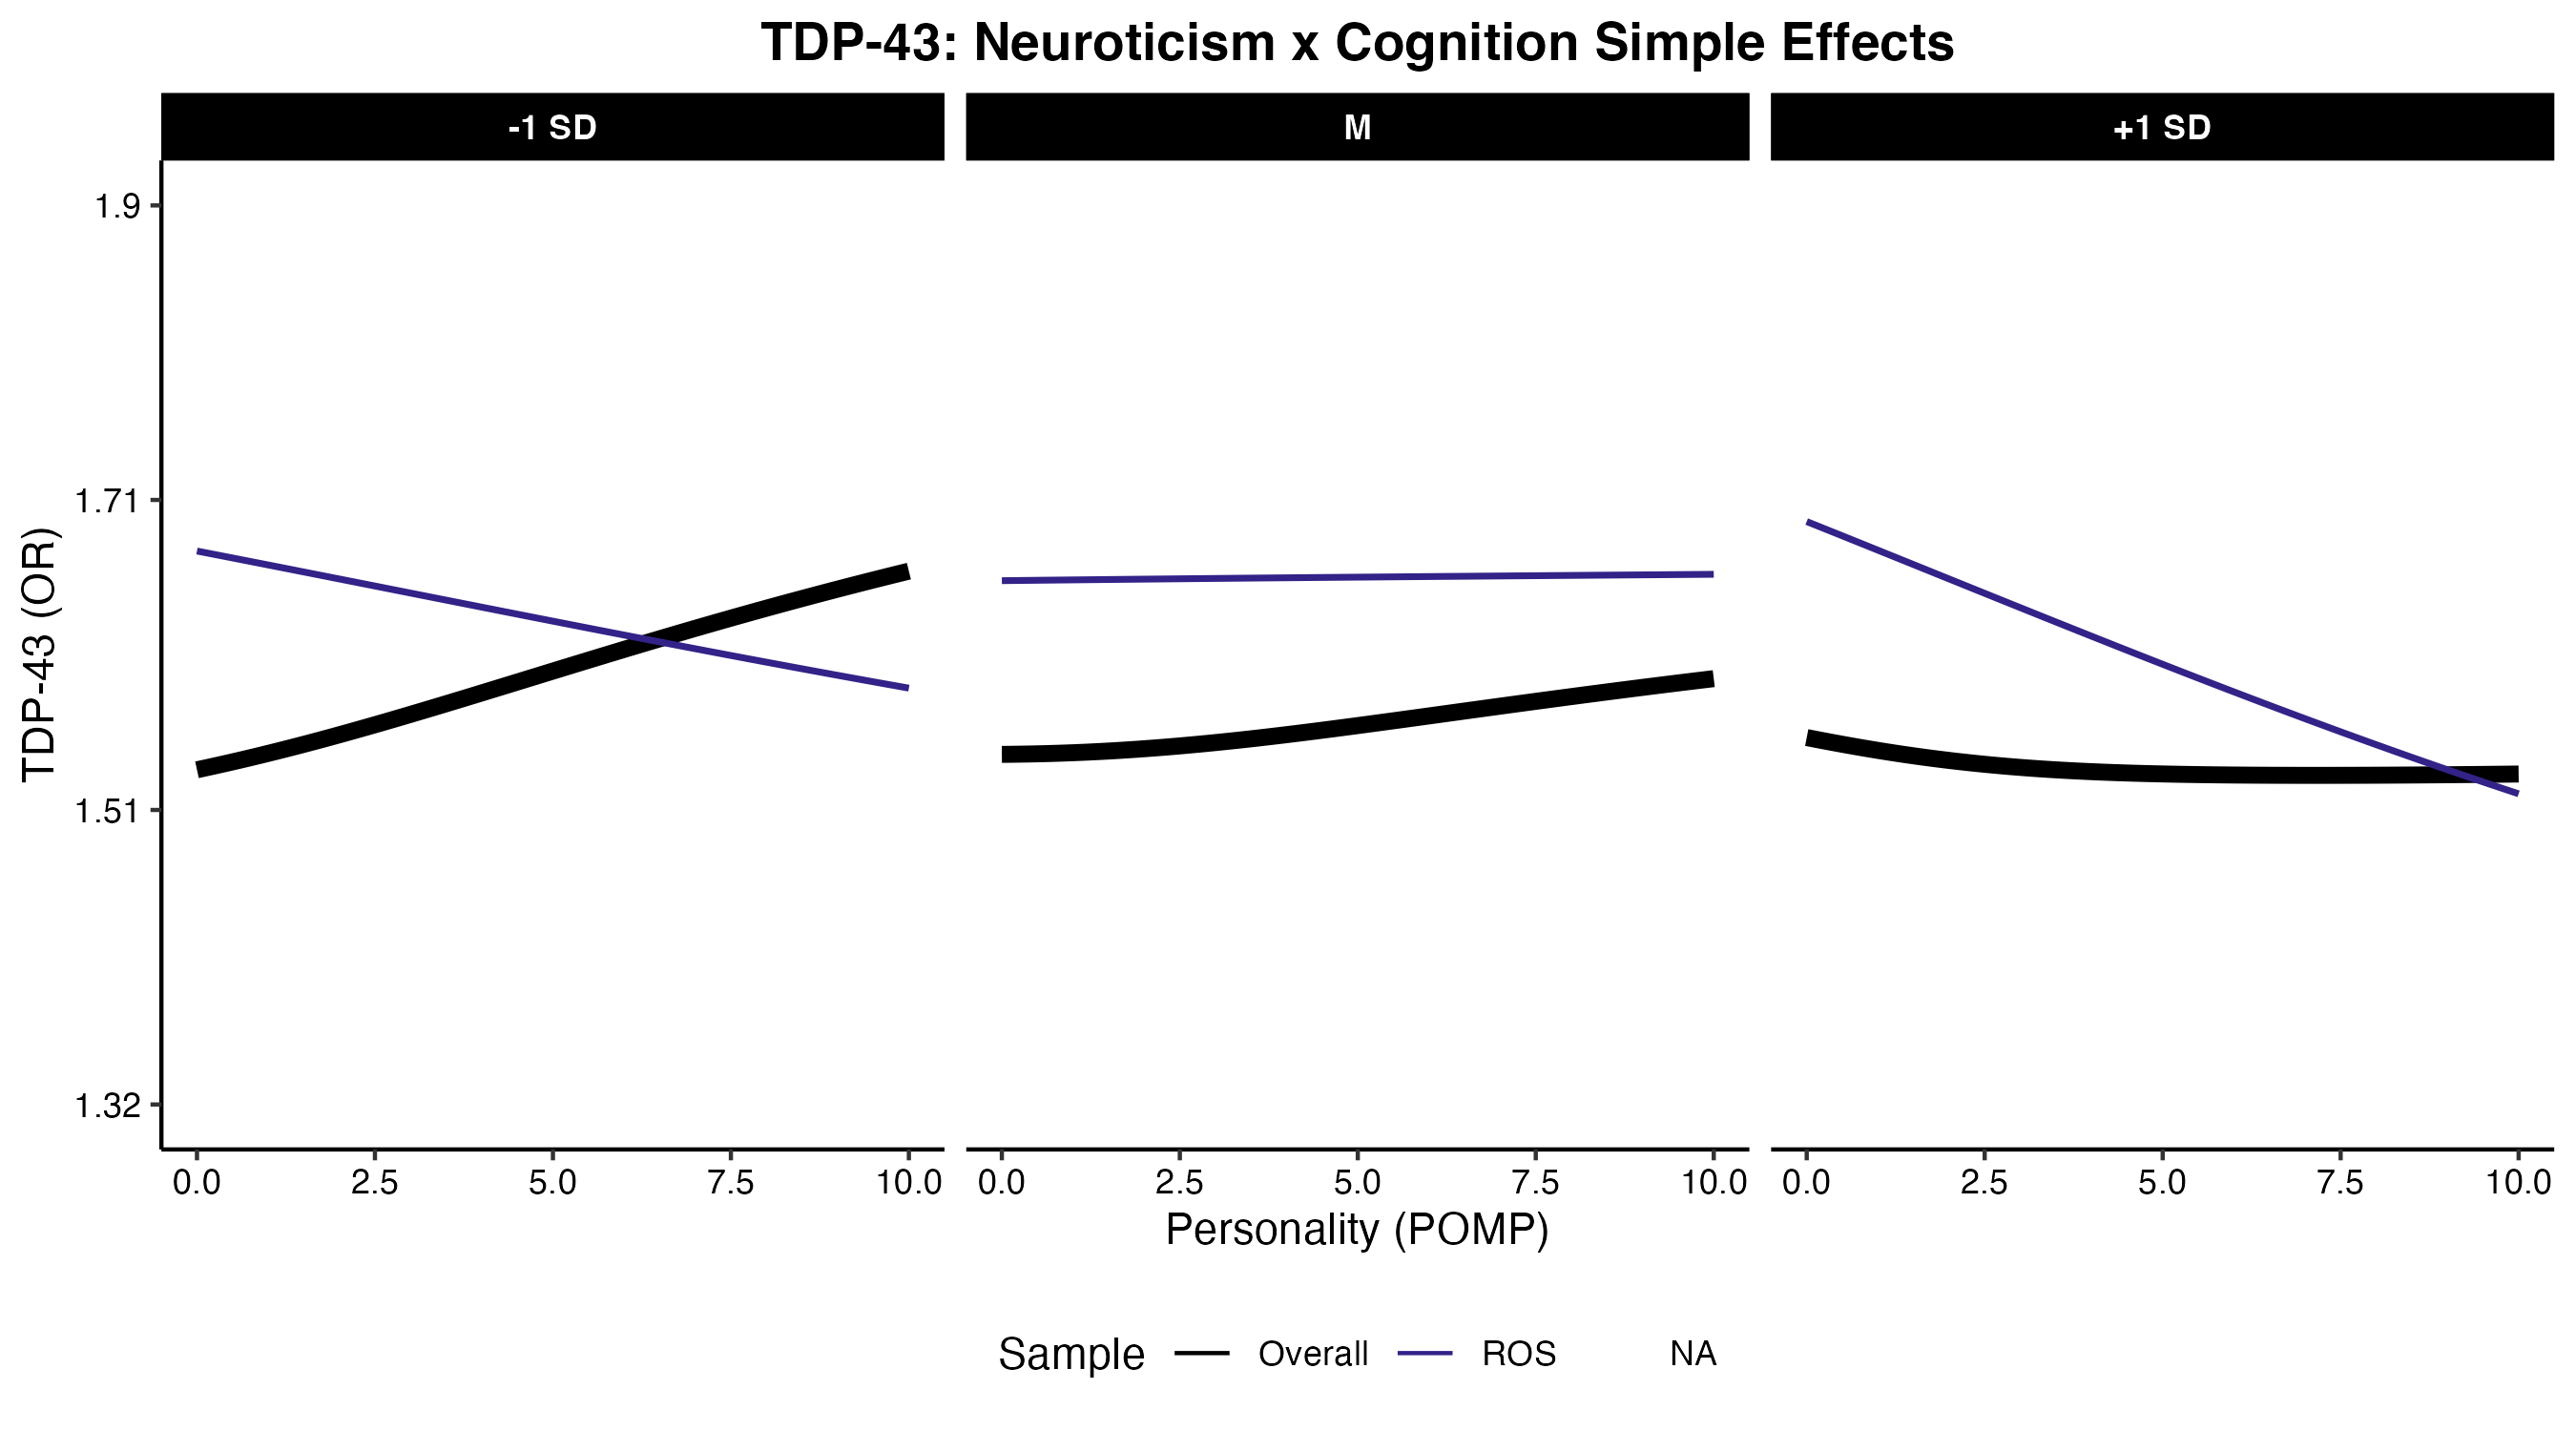 TDP-43: Neuroticism x Cognition Simple Effects
-1 SD M +1 SD
1.9
1.71
1.51
1.32
TDP-43 (OR)
0.0 2.5 5.0 7.5 10.0 0.0 2.5 5.0 7.5 10.0 0.0 2.5 5.0 7.5 10.0
Personality (POMP)
Sample Overall ROS NA